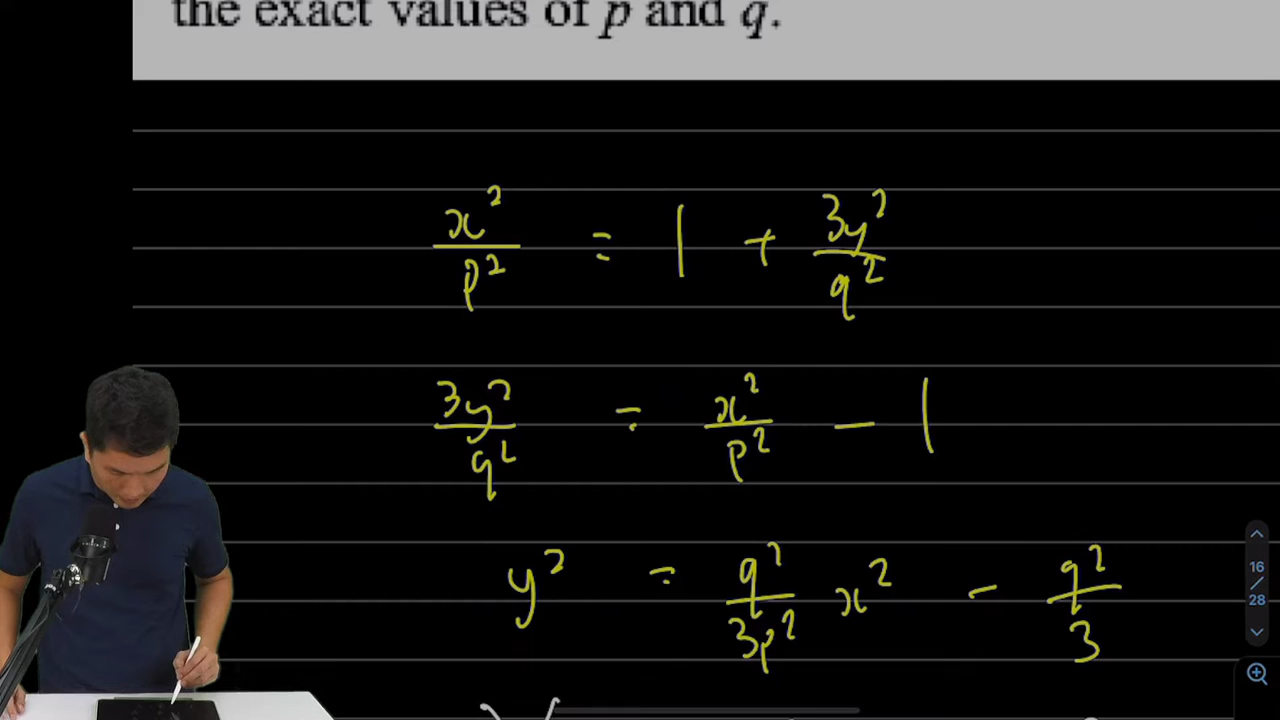 the exact values of p and q.
x²/p² = 1 + 3y²/q²
3y²/q² = x²/p² - 1
y² = q²/3p² x² - q²/3
16
/
28